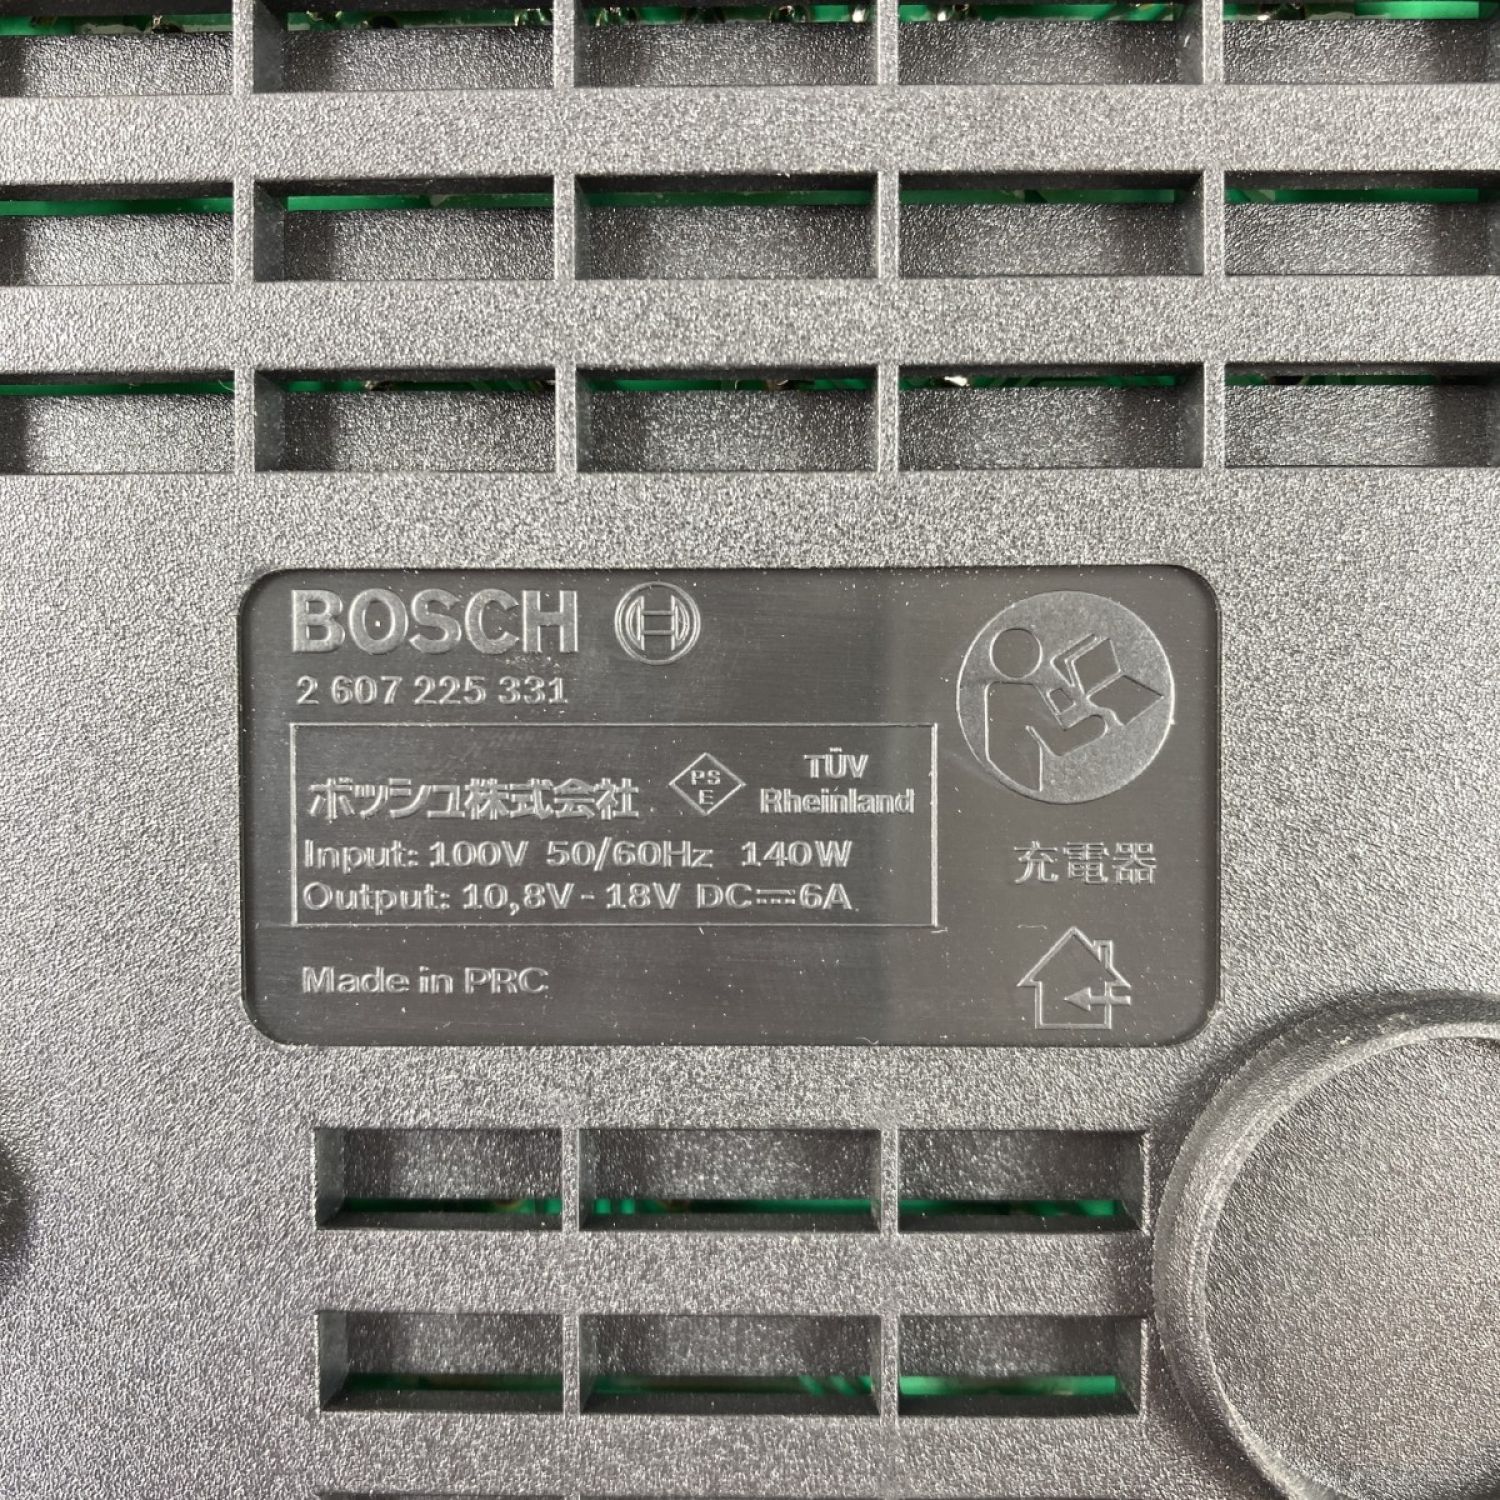 BOSCH
2 607 225 331
ボッシュ株式会社
PS
E
TÜV
Rheinland
Input: 100V 50/60Hz 140W
Output: 10,8V - 18V DC⎓6A
Made in PRC
充電器